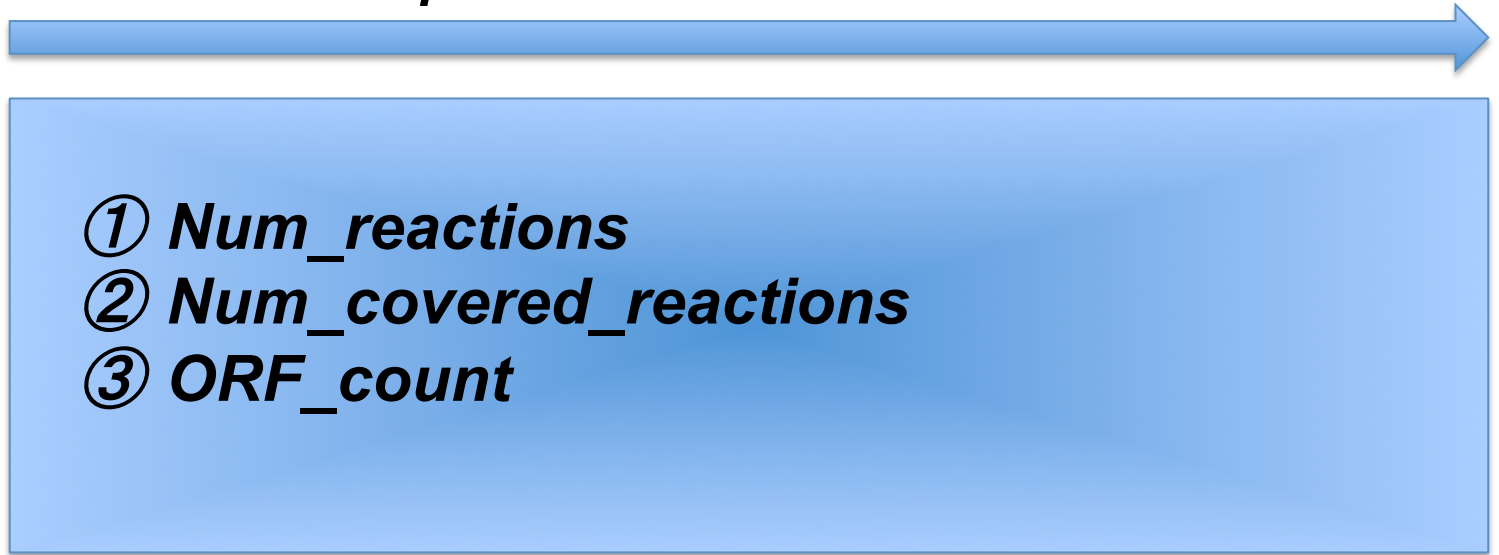 ① Num_reactions
② Num_covered_reactions
③ ORF_count